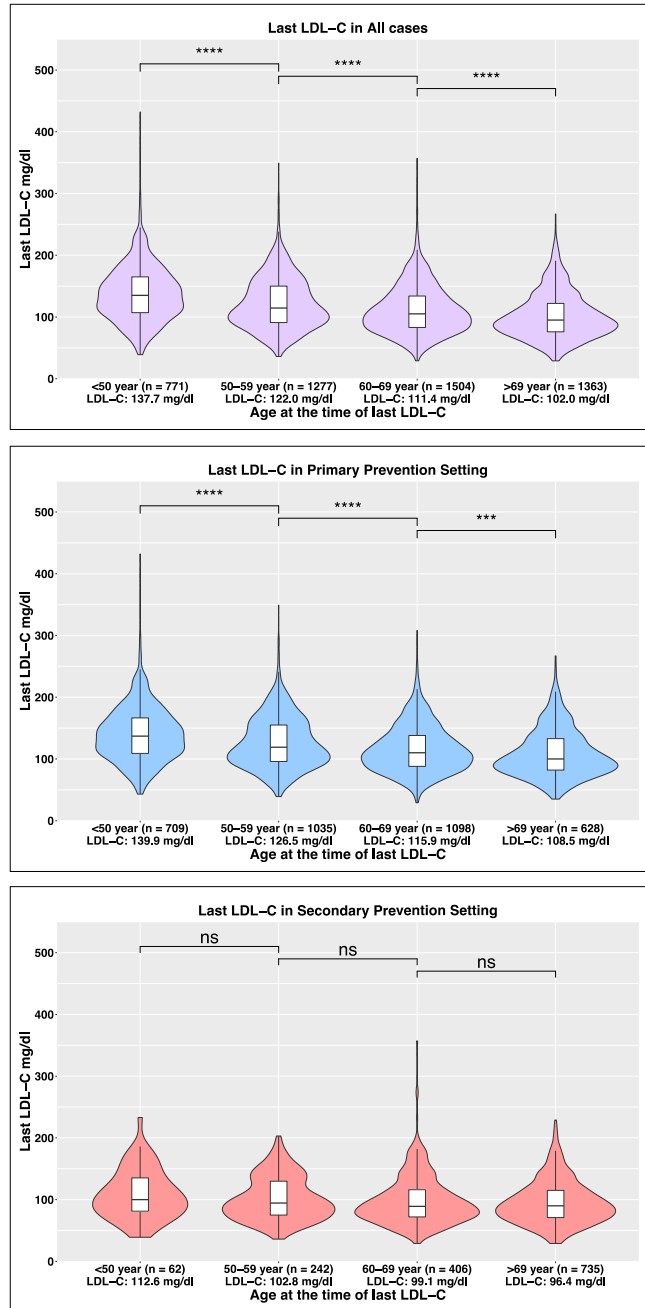 Last LDL–C in All cases
Last LDL–C mg/dl
500
400
300
200
100
0
****
****
****
<50 year (n = 771)
LDL–C: 137.7 mg/dl
50–59 year (n = 1277)
LDL–C: 122.0 mg/dl
60–69 year (n = 1504)
LDL–C: 111.4 mg/dl
>69 year (n = 1363)
LDL–C: 102.0 mg/dl
Age at the time of last LDL–C
Last LDL–C in Primary Prevention Setting
Last LDL–C mg/dl
500
400
300
200
100
0
****
****
***
<50 year (n = 709)
LDL–C: 139.9 mg/dl
50–59 year (n = 1035)
LDL–C: 126.5 mg/dl
60–69 year (n = 1098)
LDL–C: 115.9 mg/dl
>69 year (n = 628)
LDL–C: 108.5 mg/dl
Age at the time of last LDL–C
Last LDL–C in Secondary Prevention Setting
Last LDL–C mg/dl
500
400
300
200
100
0
ns
ns
ns
<50 year (n = 62)
LDL–C: 112.6 mg/dl
50–59 year (n = 242)
LDL–C: 102.8 mg/dl
60–69 year (n = 406)
LDL–C: 99.1 mg/dl
>69 year (n = 735)
LDL–C: 96.4 mg/dl
Age at the time of last LDL–C